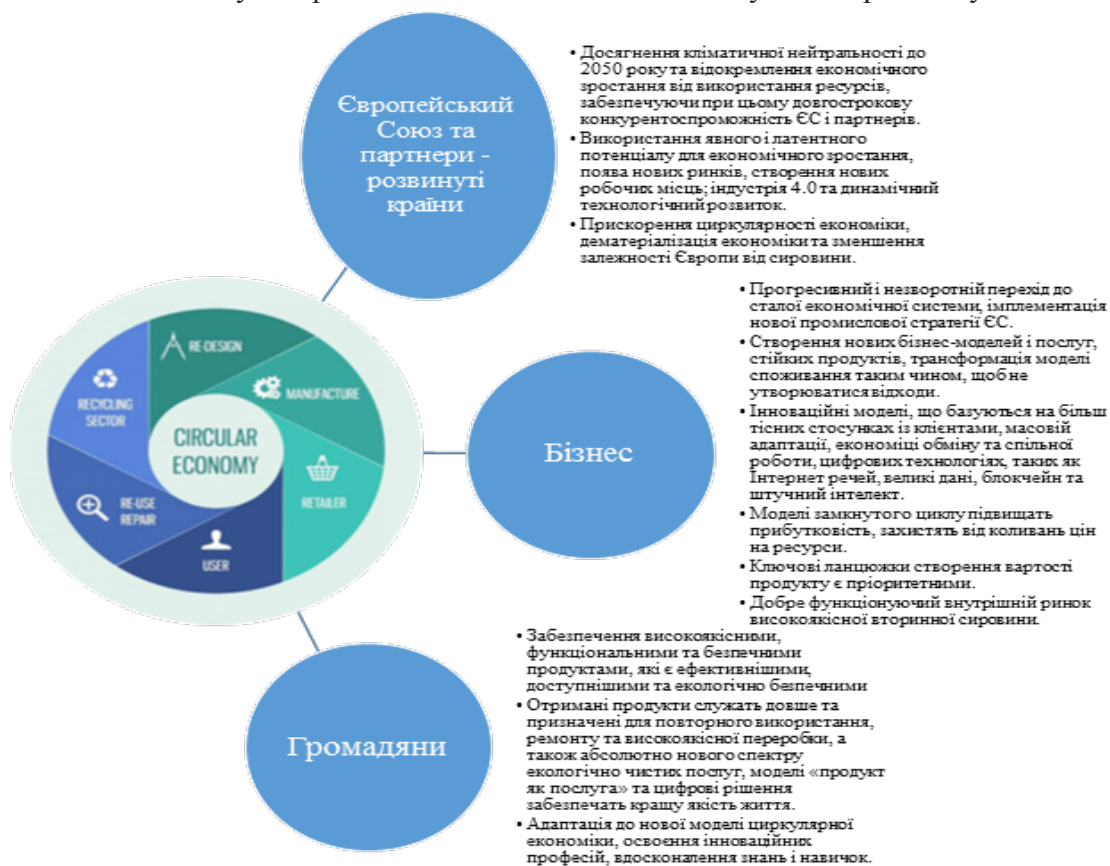 Європейський
Союз та
партнери -
розвинуті
країни
• Досягнення кліматичної нейтральності до
2050 року та відокремлення економічного
зростання від використання ресурсів,
забезпечуючи при цьому довгострокову
конкурентоспроможність ЄС і партнерів.
• Використання явного і латентного
потенціалу для економічного зростання,
поява нових ринків, створення нових
робочих місць; індустрія 4.0 та динамічний
технологічний розвиток.
• Прискорення циркулярності економіки,
дематеріалізація економіки та зменшення
залежності Європи від сировини.
RE-DESIGN
MANUFACTURE
RETAILER
USER
RE-USE
REPAIR
RECYCLING
SECTOR
CIRCULAR
ECONOMY
Бізнес
• Прогресивний і незворотній перехід до
сталої економічної системи, імплементація
нової промислової стратегії ЄС.
• Створення нових бізнес-моделей і послуг,
стійких продуктів, трансформація моделі
споживання таким чином, щоб не
утворюватися відходи.
• Інноваційні моделі, що базуються на більш
тісних стосунках із клієнтами, масовій
адаптації, економіці обміну та спільної
роботи, цифрових технологіях, таких як
Інтернет речей, великі дані, блокчейн та
штучний інтелект.
• Моделі замкнутого циклу підвищать
прибутковість, захистять від коливань цін
на ресурси.
• Ключові ланцюжки створення вартості
продукту є пріоритетними.
• Добре функціонуючий внутрішній ринок
високоякісної вторинної сировини.
Громадяни
• Забезпечення високоякісними,
функціональними та безпечними
продуктами, які є ефективнішими,
доступнішими та екологічно безпечними
• Отримані продукти служать довше та
призначені для повторного використання,
ремонту та високоякісної переробки, а
також абсолютно нового спектру
екологічно чистих послуг, моделі «продукт
як послуга» та цифрові рішення
забезпечать кращу якість життя.
• Адаптація до нової моделі циркулярної
економіки, освоєння інноваційних
професій, вдосконалення знань і навичок.